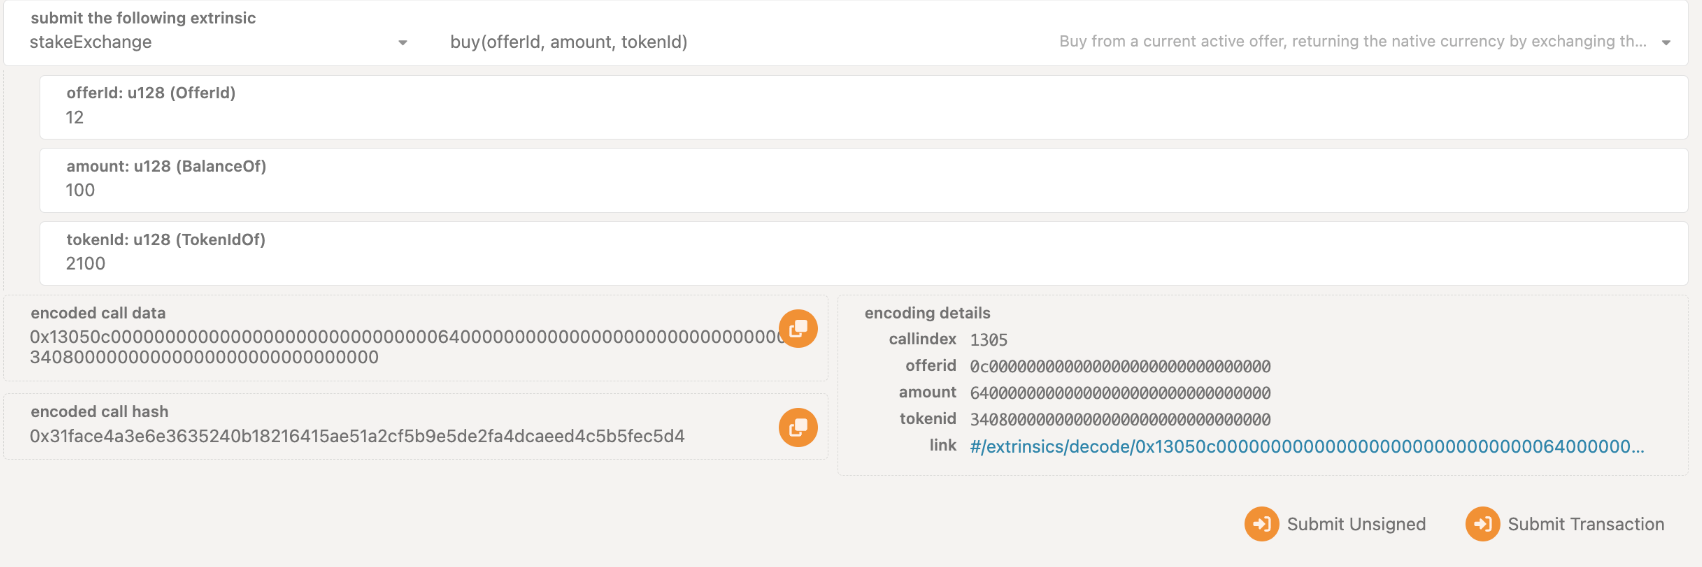 submit the following extrinsic
stakeExchange
buy(offerId, amount, tokenId)
Buy from a current active offer, returning the native currency by exchanging th...
offerId: u128 (OfferId)
12
amount: u128 (BalanceOf)
100
tokenId: u128 (TokenIdOf)
2100
encoded call data
0x13050c00000000000000000000000000000064000000000000000000000000000000
34080000000000000000000000000000
encoded call hash
0x31face4a3e6e3635240b18216415ae51a2cf5b9e5de2fa4dcaeed4c5b5fec5d4
encoding details
callindex 1305
offerid 0c000000000000000000000000000000
amount 64000000000000000000000000000000
tokenid 34080000000000000000000000000000
link #/extrinsics/decode/0x13050c00000000000000000000000000000064000000...
Submit Unsigned
Submit Transaction